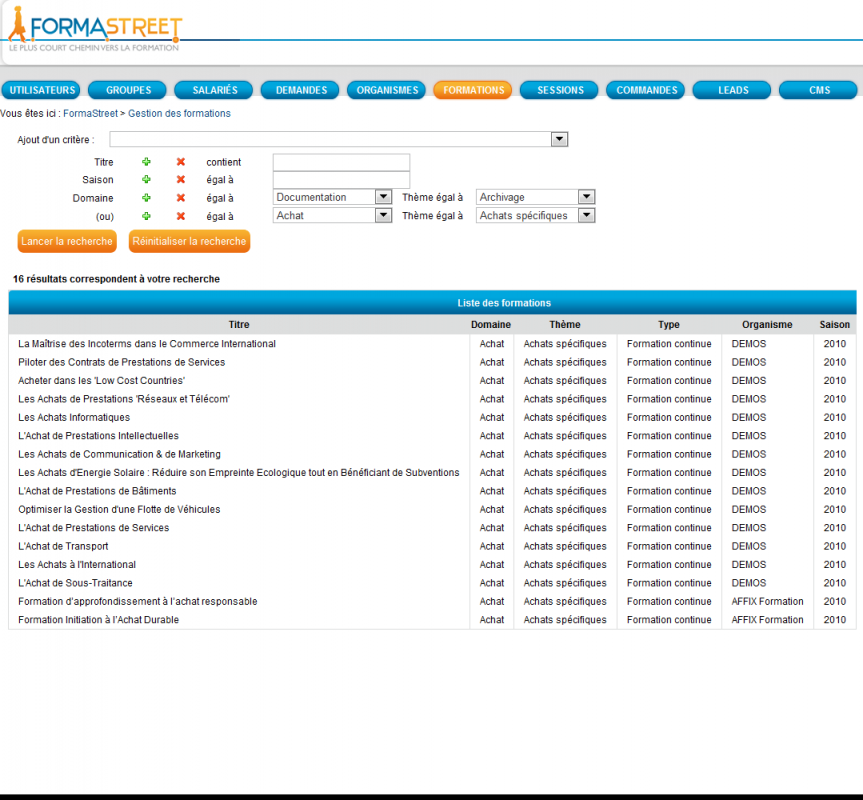 FORMASTREET
LE PLUS COURT CHEMIN VERS LA FORMATION
UTILISATEURS GROUPES SALARIÉS DEMANDES ORGANISMES FORMATIONS SESSIONS COMMANDES LEADS CMS
Vous êtes ici : FormaStreet > Gestion des formations
Ajout d'un critère :
Titre contient
Saison égal à
Domaine égal à Documentation Thème égal à Archivage
(ou) égal à Achat Thème égal à Achats spécifiques
Lancer la recherche Réinitialiser la recherche
16 résultats correspondent à votre recherche
Liste des formations
Titre Domaine Thème Type Organisme Saison
La Maîtrise des Incoterms dans le Commerce International Achat Achats spécifiques Formation continue DEMOS 2010
Piloter des Contrats de Prestations de Services Achat Achats spécifiques Formation continue DEMOS 2010
Acheter dans les 'Low Cost Countries' Achat Achats spécifiques Formation continue DEMOS 2010
Les Achats de Prestations 'Réseaux et Télécom' Achat Achats spécifiques Formation continue DEMOS 2010
Les Achats Informatiques Achat Achats spécifiques Formation continue DEMOS 2010
L'Achat de Prestations Intellectuelles Achat Achats spécifiques Formation continue DEMOS 2010
Les Achats de Communication & de Marketing Achat Achats spécifiques Formation continue DEMOS 2010
Les Achats d'Energie Solaire : Réduire son Empreinte Ecologique tout en Bénéficiant de Subventions Achat Achats spécifiques Formation continue DEMOS 2010
L'Achat de Prestations de Bâtiments Achat Achats spécifiques Formation continue DEMOS 2010
Optimiser la Gestion d'une Flotte de Véhicules Achat Achats spécifiques Formation continue DEMOS 2010
L'Achat de Prestations de Services Achat Achats spécifiques Formation continue DEMOS 2010
L'Achat de Transport Achat Achats spécifiques Formation continue DEMOS 2010
Les Achats à l'International Achat Achats spécifiques Formation continue DEMOS 2010
L'Achat de Sous-Traitance Achat Achats spécifiques Formation continue DEMOS 2010
Formation d'approfondissement à l'achat responsable Achat Achats spécifiques Formation continue AFFIX Formation 2010
Formation Initiation à l'Achat Durable Achat Achats spécifiques Formation continue AFFIX Formation 2010